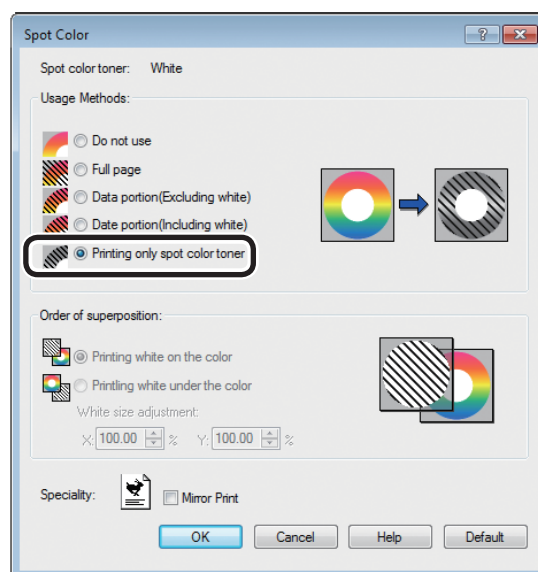 Spot Color
Spot color toner: White
Usage Methods:
Do not use
Full page
Data portion(Excluding white)
Date portion(Including white)
Printing only spot color toner
Order of superposition:
Printing white on the color
Printling white under the color
White size adjustment:
X: 100.00 % Y: 100.00 %
Speciality: Mirror Print
OK Cancel Help Default